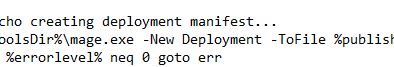 cho creating deployment manifest...
oolsDir%\mage.exe -New Deployment -ToFile %publish
%errorlevel% neq 0 goto err